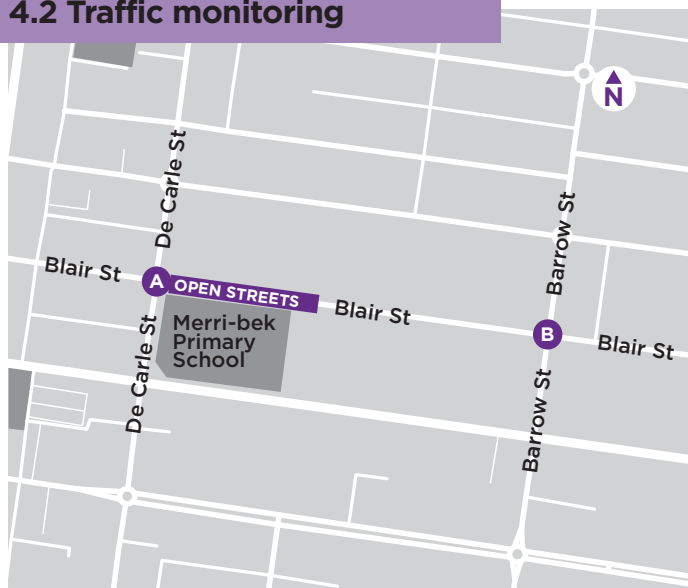 4.2 Traffic monitoring
N
De Carle St
Barrow St
Blair St
A
OPEN STREETS
Blair St
B
Blair St
Merri-bek
Primary
School
De Carle St
Barrow St